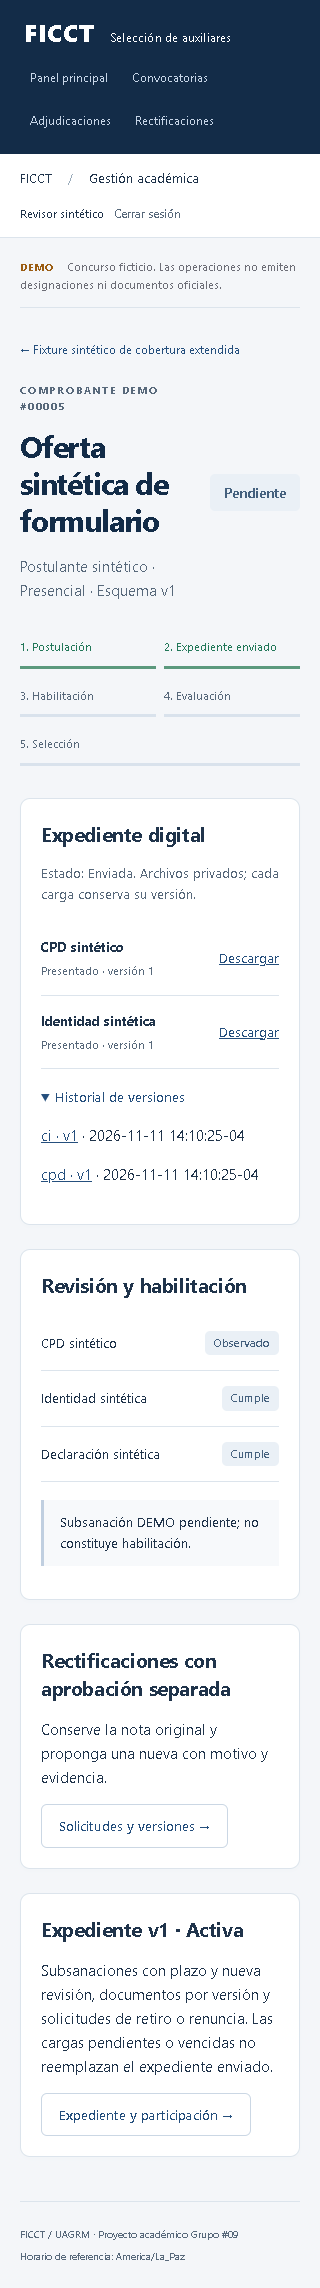 FICCT Selección de auxiliares
Panel principal Convocatorias
Adjudicaciones Rectificaciones
FICCT / Gestión académica
Revisor sintético Cerrar sesión
DEMO Concurso ficticio. Las operaciones no emiten
designaciones ni documentos oficiales.
← Fixture sintético de cobertura extendida
COMPROBANTE DEMO
#00005
Oferta
sintética de
formulario
Pendiente
Postulante sintético ·
Presencial · Esquema v1
1. Postulación 2. Expediente enviado
3. Habilitación 4. Evaluación
5. Selección
Expediente digital
Estado: Enviada. Archivos privados; cada
carga conserva su versión.
CPD sintético
Presentado · versión 1
Descargar
Identidad sintética
Presentado · versión 1
Descargar
▼ Historial de versiones
ci · v1 · 2026-11-11 14:10:25-04
cpd · v1 · 2026-11-11 14:10:25-04
Revisión y habilitación
CPD sintético Observado
Identidad sintética Cumple
Declaración sintética Cumple
Subsanación DEMO pendiente; no
constituye habilitación.
Rectificaciones con
aprobación separada
Conserve la nota original y
proponga una nueva con motivo y
evidencia.
Solicitudes y versiones →
Expediente v1 · Activa
Subsanaciones con plazo y nueva
revisión, documentos por versión y
solicitudes de retiro o renuncia. Las
cargas pendientes o vencidas no
reemplazan el expediente enviado.
Expediente y participación →
FICCT / UAGRM · Proyecto académico Grupo #09
Horario de referencia: America/La_Paz